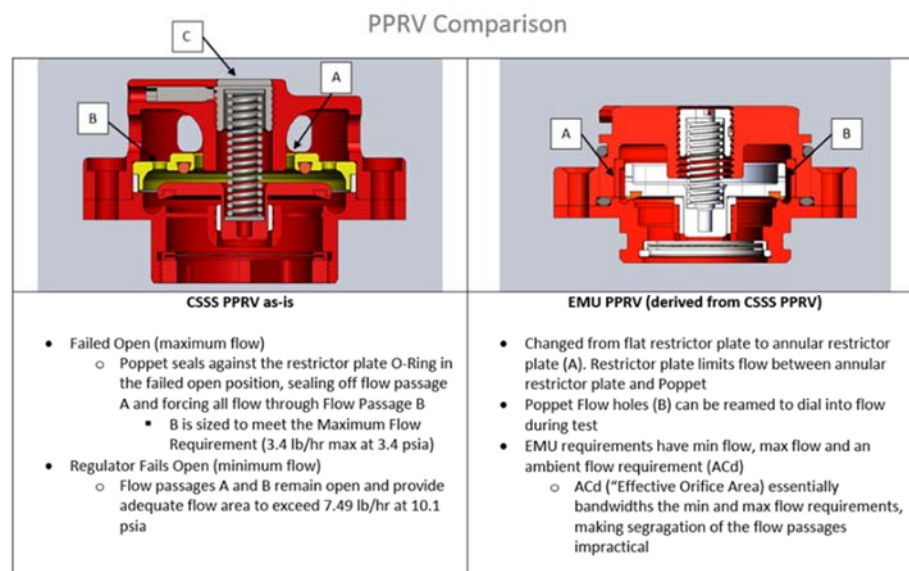 PPRV Comparison
C
A
B
A
B
CSSS PPRV as-is
• Failed Open (maximum flow)
o Poppet seals against the restrictor plate O-Ring in
the failed open position, sealing off flow passage
A and forcing all flow through Flow Passage B
▪ B is sized to meet the Maximum Flow
Requirement (3.4 lb/hr max at 3.4 psia)
• Regulator Fails Open (minimum flow)
o Flow passages A and B remain open and provide
adequate flow area to exceed 7.49 lb/hr at 10.1
psia
EMU PPRV (derived from CSSS PPRV)
• Changed from flat restrictor plate to annular restrictor
plate (A). Restrictor plate limits flow between annular
restrictor plate and Poppet
• Poppet Flow holes (B) can be reamed to dial into flow
during test
• EMU requirements have min flow, max flow and an
ambient flow requirement (ACd)
o ACd ("Effective Orifice Area) essentially
bandwidths the min and max flow requirements,
making segragation of the flow passages
impractical